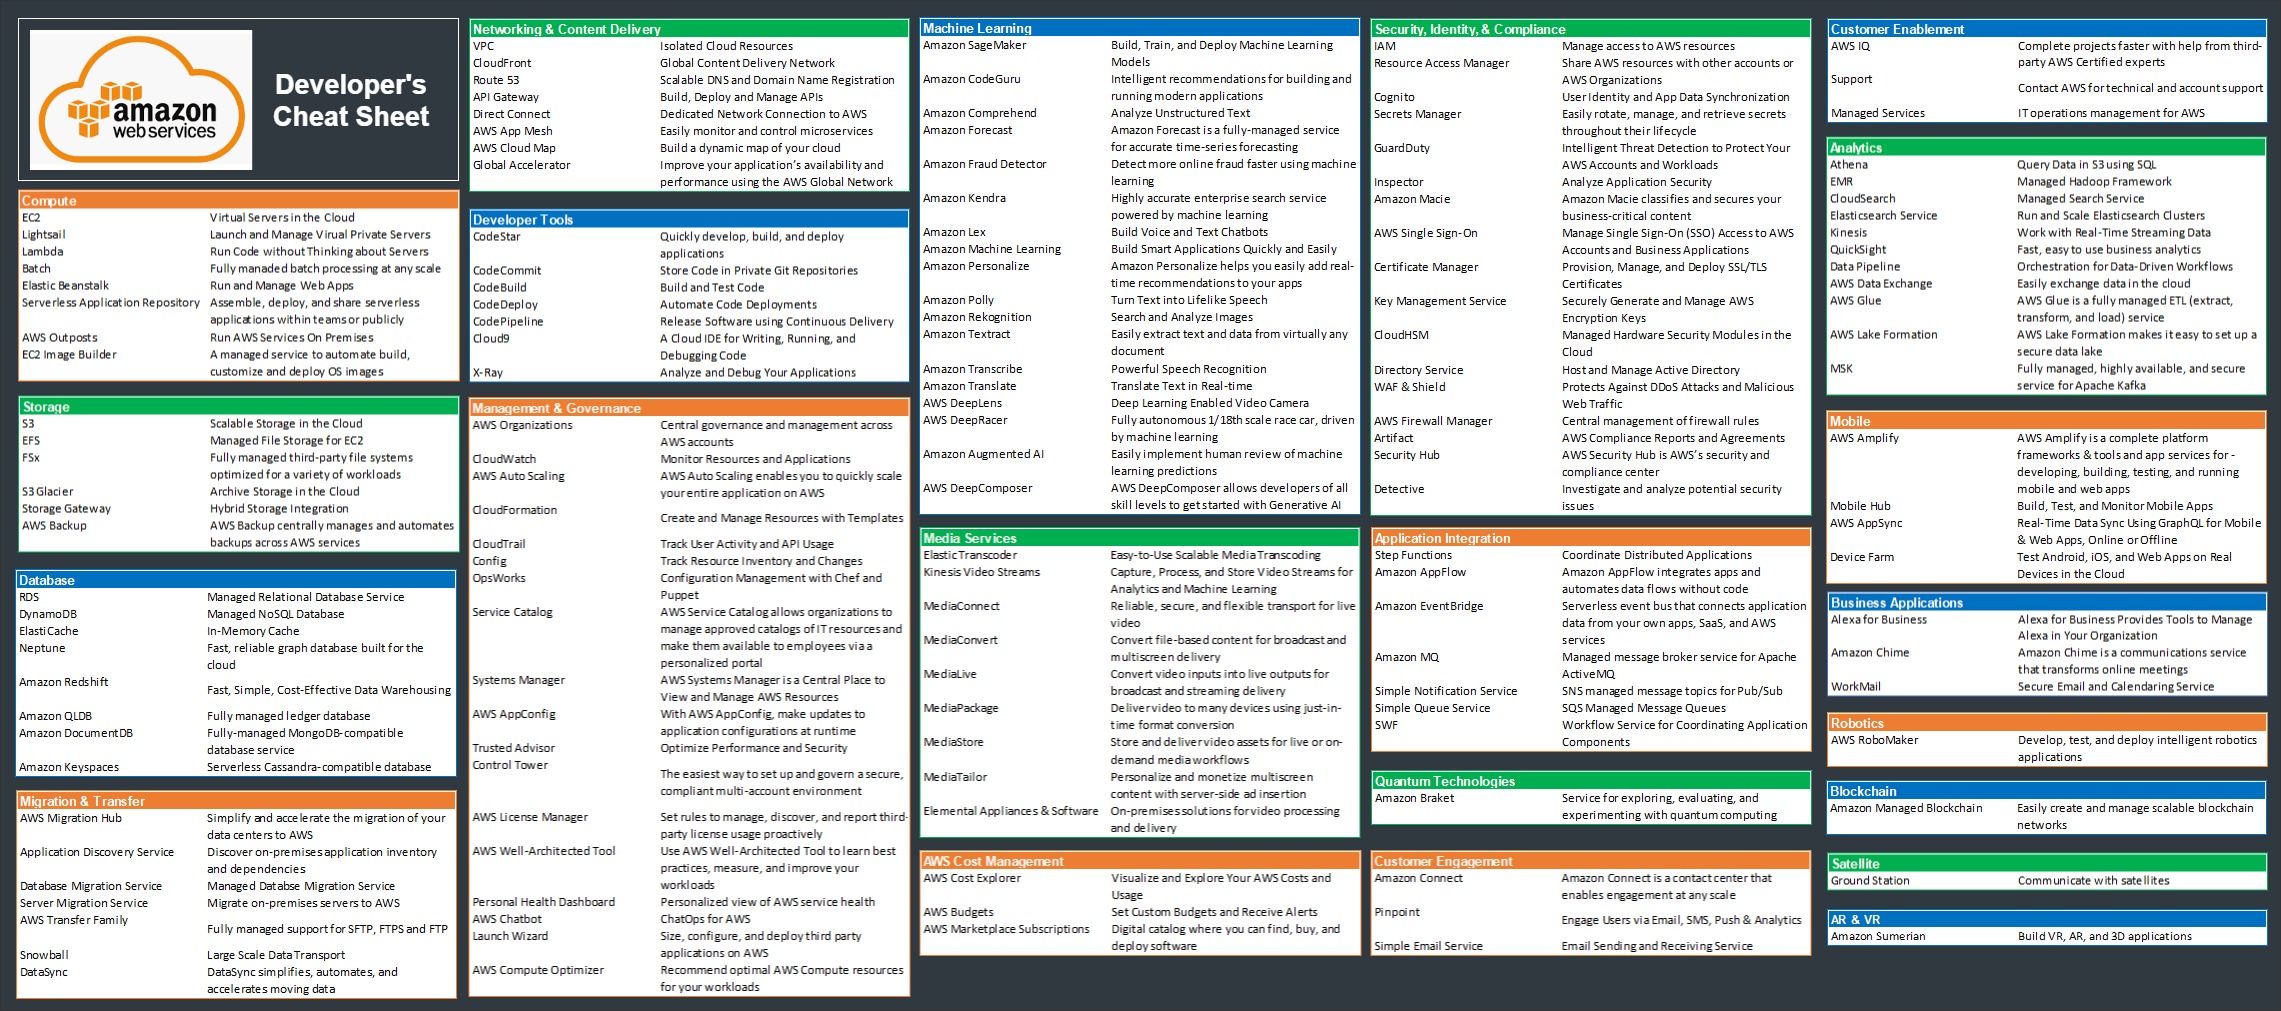 amazon
webservices
Developer's
Cheat Sheet
Compute
EC2 Virtual Servers in the Cloud
Lightsail Launch and Manage Virual Private Servers
Lambda Run Code without Thinking about Servers
Batch Fully manaded batch processing at any scale
Elastic Beanstalk Run and Manage Web Apps
Serverless Application Repository Assemble, deploy, and share serverless
applications within teams or publicly
AWS Outposts Run AWS Services On Premises
EC2 Image Builder A managed service to automate build,
customize and deploy OS images
Storage
S3 Scalable Storage in the Cloud
EFS Managed File Storage for EC2
FSx Fully managed third-party file systems
optimized for a variety of workloads
S3 Glacier Archive Storage in the Cloud
Storage Gateway Hybrid Storage Integration
AWS Backup AWS Backup centrally manages and automates
backups across AWS services
Database
RDS Managed Relational Database Service
DynamoDB Managed NoSQL Database
ElastiCache In-Memory Cache
Neptune Fast, reliable graph database built for the
cloud
Amazon Redshift Fast, Simple, Cost-Effective Data Warehousing
Amazon QLDB Fully managed ledger database
Amazon DocumentDB Fully-managed MongoDB-compatible
database service
Amazon Keyspaces Serverless Cassandra-compatible database
Migration & Transfer
AWS Migration Hub Simplify and accelerate the migration of your
data centers to AWS
Application Discovery Service Discover on-premises application inventory
and dependencies
Database Migration Service Managed Databse Migration Service
Server Migration Service Migrate on-premises servers to AWS
AWS Transfer Family Fully managed support for SFTP, FTPS and FTP
Snowball Large Scale Data Transport
DataSync DataSync simplifies, automates, and
accelerates moving data
Networking & Content Delivery
VPC Isolated Cloud Resources
CloudFront Global Content Delivery Network
Route 53 Scalable DNS and Domain Name Registration
API Gateway Build, Deploy and Manage APIs
Direct Connect Dedicated Network Connection to AWS
AWS App Mesh Easily monitor and control microservices
AWS Cloud Map Build a dynamic map of your cloud
Global Accelerator Improve your application's availability and
performance using the AWS Global Network
Developer Tools
CodeStar Quickly develop, build, and deploy
applications
CodeCommit Store Code in Private Git Repositories
CodeBuild Build and Test Code
CodeDeploy Automate Code Deployments
CodePipeline Release Software using Continuous Delivery
Cloud9 A Cloud IDE for Writing, Running, and
Debugging Code
X-Ray Analyze and Debug Your Applications
Management & Governance
AWS Organizations Central governance and management across
AWS accounts
CloudWatch Monitor Resources and Applications
AWS Auto Scaling AWS Auto Scaling enables you to quickly scale
your entire application on AWS
CloudFormation Create and Manage Resources with Templates
CloudTrail Track User Activity and API Usage
Config Track Resource Inventory and Changes
OpsWorks Configuration Management with Chef and
Puppet
Service Catalog AWS Service Catalog allows organizations to
manage approved catalogs of IT resources and
make them available to employees via a
personalized portal
Systems Manager AWS Systems Manager is a Central Place to
View and Manage AWS Resources
AWS AppConfig With AWS AppConfig, make updates to
application configurations at runtime
Trusted Advisor Optimize Performance and Security
Control Tower The easiest way to set up and govern a secure,
compliant multi-account environment
AWS License Manager Set rules to manage, discover, and report third-
party license usage proactively
AWS Well-Architected Tool Use AWS Well-Architected Tool to learn best
practices, measure, and improve your
workloads
Personal Health Dashboard Personalized view of AWS service health
AWS Chatbot ChatOps for AWS
Launch Wizard Size, configure, and deploy third party
applications on AWS
AWS Compute Optimizer Recommend optimal AWS Compute resources
for your workloads
Machine Learning
Amazon SageMaker Build, Train, and Deploy Machine Learning
Models
Amazon CodeGuru Intelligent recommendations for building and
running modern applications
Amazon Comprehend Analyze Unstructured Text
Amazon Forecast Amazon Forecast is a fully-managed service
for accurate time-series forecasting
Amazon Fraud Detector Detect more online fraud faster using machine
learning
Amazon Kendra Highly accurate enterprise search service
powered by machine learning
Amazon Lex Build Voice and Text Chatbots
Amazon Machine Learning Build Smart Applications Quickly and Easily
Amazon Personalize Amazon Personalize helps you easily add real-
time recommendations to your apps
Amazon Polly Turn Text into Lifelike Speech
Amazon Rekognition Search and Analyze Images
Amazon Textract Easily extract text and data from virtually any
document
Amazon Transcribe Powerful Speech Recognition
Amazon Translate Translate Text in Real-time
AWS DeepLens Deep Learning Enabled Video Camera
AWS DeepRacer Fully autonomous 1/18th scale race car, driven
by machine learning
Amazon Augmented AI Easily implement human review of machine
learning predictions
AWS DeepComposer AWS DeepComposer allows developers of all
skill levels to get started with Generative AI
Media Services
Elastic Transcoder Easy-to-Use Scalable Media Transcoding
Kinesis Video Streams Capture, Process, and Store Video Streams for
Analytics and Machine Learning
MediaConnect Reliable, secure, and flexible transport for live
video
MediaConvert Convert file-based content for broadcast and
multiscreen delivery
MediaLive Convert video inputs into live outputs for
broadcast and streaming delivery
MediaPackage Deliver video to many devices using just-in-
time format conversion
MediaStore Store and deliver video assets for live or on-
demand media workflows
MediaTailor Personalize and monetize multiscreen
content with server-side ad insertion
Elemental Appliances & Software On-premises solutions for video processing
and delivery
AWS Cost Management
AWS Cost Explorer Visualize and Explore Your AWS Costs and
Usage
AWS Budgets Set Custom Budgets and Receive Alerts
AWS Marketplace Subscriptions Digital catalog where you can find, buy, and
deploy software
Security, Identity, & Compliance
IAM Manage access to AWS resources
Resource Access Manager Share AWS resources with other accounts or
AWS Organizations
Cognito User Identity and App Data Synchronization
Secrets Manager Easily rotate, manage, and retrieve secrets
throughout their lifecycle
GuardDuty Intelligent Threat Detection to Protect Your
AWS Accounts and Workloads
Inspector Analyze Application Security
Amazon Macie Amazon Macie classifies and secures your
business-critical content
AWS Single Sign-On Manage Single Sign-On (SSO) Access to AWS
Accounts and Business Applications
Certificate Manager Provision, Manage, and Deploy SSL/TLS
Certificates
Key Management Service Securely Generate and Manage AWS
Encryption Keys
CloudHSM Managed Hardware Security Modules in the
Cloud
Directory Service Host and Manage Active Directory
WAF & Shield Protects Against DDoS Attacks and Malicious
Web Traffic
AWS Firewall Manager Central management of firewall rules
Artifact AWS Compliance Reports and Agreements
Security Hub AWS Security Hub is AWS's security and
compliance center
Detective Investigate and analyze potential security
issues
Application Integration
Step Functions Coordinate Distributed Applications
Amazon AppFlow Amazon AppFlow integrates apps and
automates data flows without code
Amazon EventBridge Serverless event bus that connects application
data from your own apps, SaaS, and AWS
services
Amazon MQ Managed message broker service for Apache
ActiveMQ
Simple Notification Service SNS managed message topics for Pub/Sub
Simple Queue Service SQS Managed Message Queues
SWF Workflow Service for Coordinating Application
Components
Quantum Technologies
Amazon Braket Service for exploring, evaluating, and
experimenting with quantum computing
Customer Engagement
Amazon Connect Amazon Connect is a contact center that
enables engagement at any scale
Pinpoint Engage Users via Email, SMS, Push & Analytics
Simple Email Service Email Sending and Receiving Service
Customer Enablement
AWS IQ Complete projects faster with help from third-
party AWS Certified experts
Support Contact AWS for technical and account support
Managed Services IT operations management for AWS
Analytics
Athena Query Data in S3 using SQL
EMR Managed Hadoop Framework
CloudSearch Managed Search Service
Elasticsearch Service Run and Scale Elasticsearch Clusters
Kinesis Work with Real-Time Streaming Data
QuickSight Fast, easy to use business analytics
Data Pipeline Orchestration for Data-Driven Workflows
AWS Data Exchange Easily exchange data in the cloud
AWS Glue AWS Glue is a fully managed ETL (extract,
transform, and load) service
AWS Lake Formation AWS Lake Formation makes it easy to set up a
secure data lake
MSK Fully managed, highly available, and secure
service for Apache Kafka
Mobile
AWS Amplify AWS Amplify is a complete platform
frameworks & tools and app services for -
developing, building, testing, and running
mobile and web apps
Mobile Hub Build, Test, and Monitor Mobile Apps
AWS AppSync Real-Time Data Sync Using GraphQL for Mobile
& Web Apps, Online or Offline
Device Farm Test Android, iOS, and Web Apps on Real
Devices in the Cloud
Business Applications
Alexa for Business Alexa for Business Provides Tools to Manage
Alexa in Your Organization
Amazon Chime Amazon Chime is a communications service
that transforms online meetings
WorkMail Secure Email and Calendaring Service
Robotics
AWS RoboMaker Develop, test, and deploy intelligent robotics
applications
Blockchain
Amazon Managed Blockchain Easily create and manage scalable blockchain
networks
Satellite
Ground Station Communicate with satellites
AR & VR
Amazon Sumerian Build VR, AR, and 3D applications